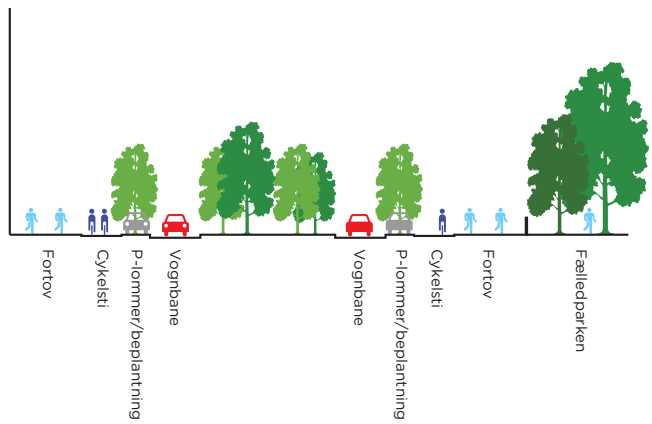 Fortov
Cykelsti
P-lommer/beplantning
Vognbane
Vognbane
P-lommer/beplantning
Cykelsti
Fortov
Fælledparken